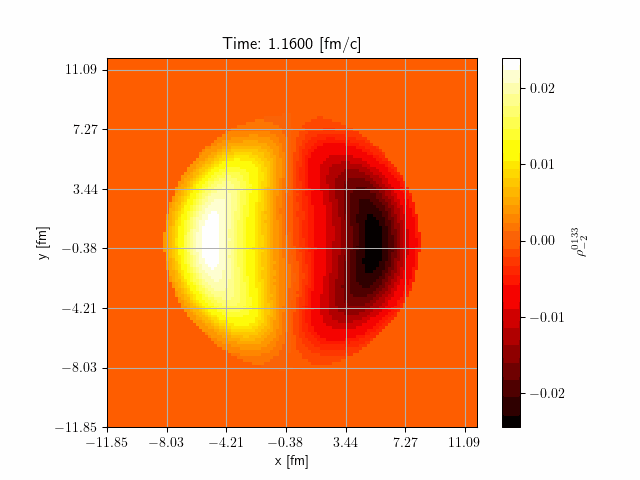 Time: 1.1600 [fm/c]
11.09
7.27
3.44
−0.38
−4.21
−8.03
−11.85
y [fm]
−11.85 −8.03 −4.21 −0.38 3.44 7.27 11.09
x [fm]
0.02
0.01
0.00
−0.01
−0.02
ρ^{0133}_{−2}